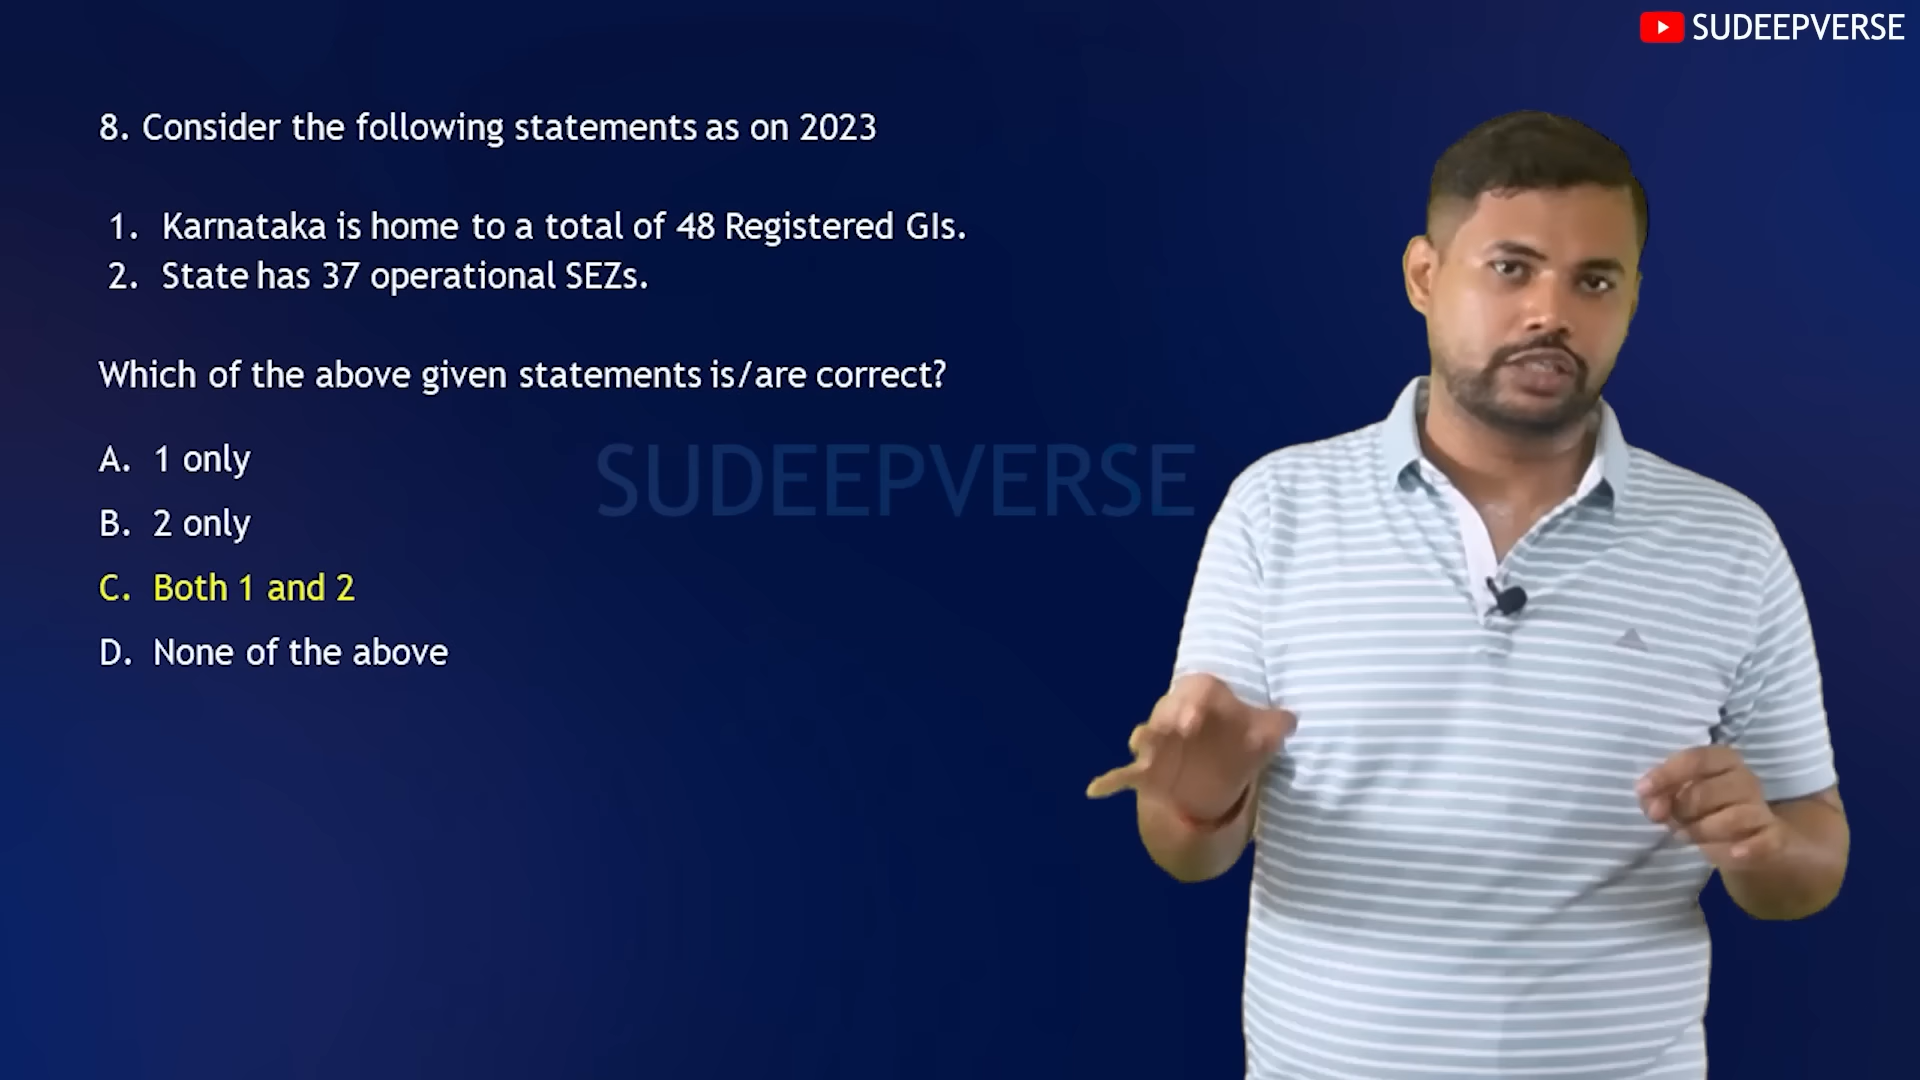 SUDEEPVERSE
8. Consider the following statements as on 2023
1. Karnataka is home to a total of 48 Registered GIs.
2. State has 37 operational SEZs.
Which of the above given statements is/are correct?
SUDEEPVERSE
A. 1 only
B. 2 only
C. Both 1 and 2
D. None of the above